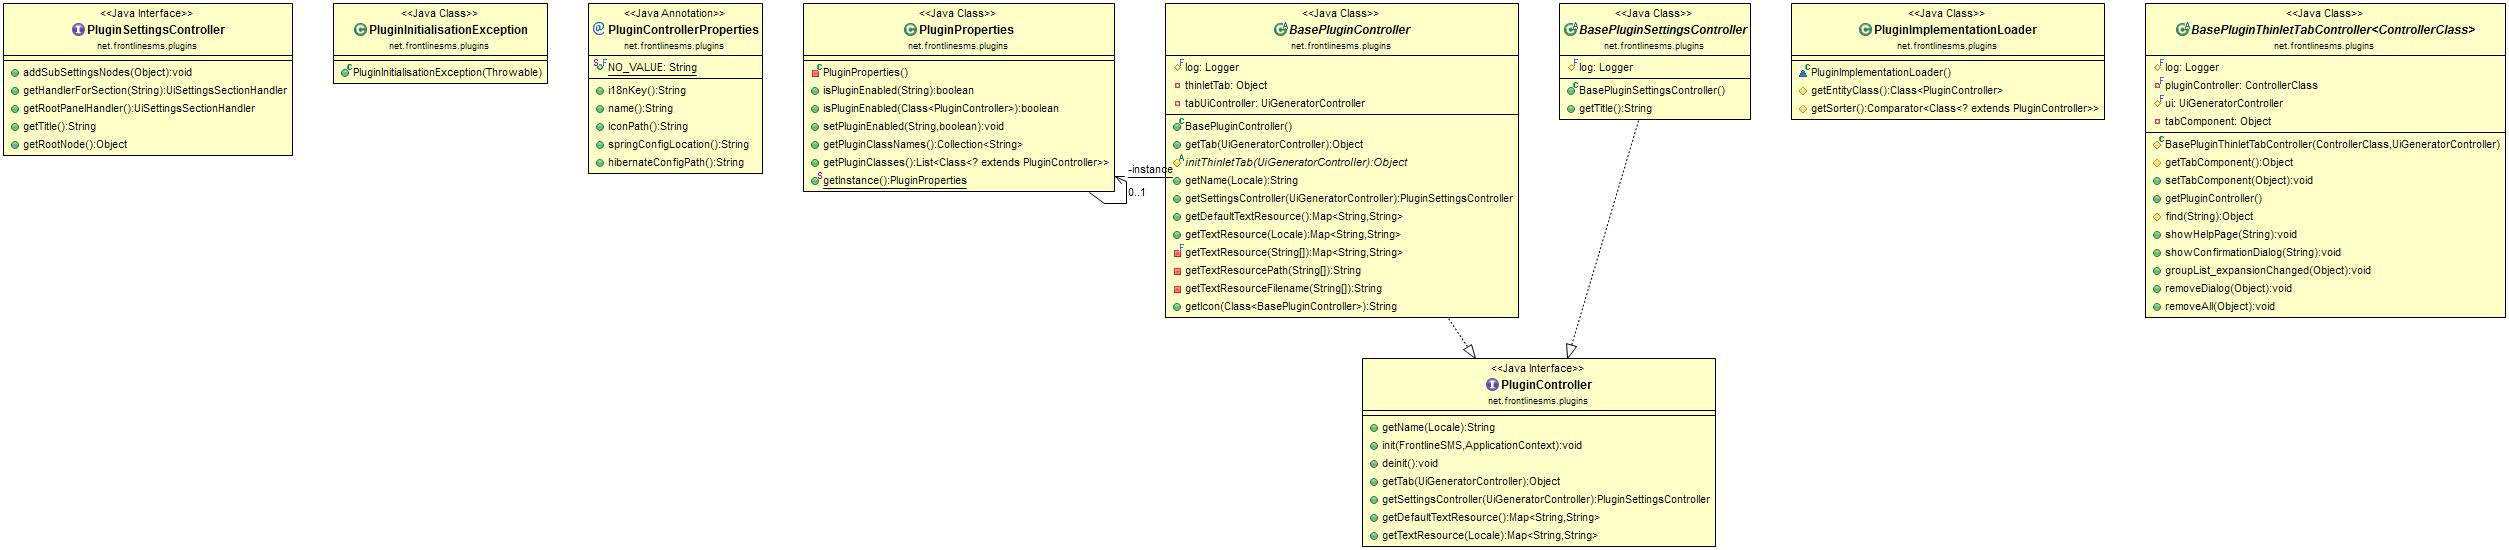 <<Java Interface>>
PluginSettingsController
net.frontlinesms.plugins
addSubSettingsNodes(Object):void
getHandlerForSection(String):UiSettingsSectionHandler
getRootPanelHandler():UiSettingsSectionHandler
getTitle():String
getRootNode():Object
<<Java Class>>
PluginInitialisationException
net.frontlinesms.plugins
PluginInitialisationException(Throwable)
<<Java Annotation>>
PluginControllerProperties
net.frontlinesms.plugins
NO_VALUE: String
i18nKey():String
name():String
iconPath():String
springConfigLocation():String
hibernateConfigPath():String
<<Java Class>>
PluginProperties
net.frontlinesms.plugins
PluginProperties()
isPluginEnabled(String):boolean
isPluginEnabled(Class<PluginController>):boolean
setPluginEnabled(String,boolean):void
getPluginClassNames():Collection<String>
getPluginClasses():List<Class<? extends PluginController>>
getInstance():PluginProperties
-instance
0..1
<<Java Class>>
BasePluginController
net.frontlinesms.plugins
log: Logger
thinletTab: Object
tabUiController: UiGeneratorController
BasePluginController()
getTab(UiGeneratorController):Object
initThinletTab(UiGeneratorController):Object
getName(Locale):String
getSettingsController(UiGeneratorController):PluginSettingsController
getDefaultTextResource():Map<String,String>
getTextResource(Locale):Map<String,String>
getTextResource(String[]):Map<String,String>
getTextResourcePath(String[]):String
getTextResourceFilename(String[]):String
getIcon(Class<BasePluginController>):String
<<Java Class>>
BasePluginSettingsController
net.frontlinesms.plugins
log: Logger
BasePluginSettingsController()
getTitle():String
<<Java Class>>
PluginImplementationLoader
net.frontlinesms.plugins
PluginImplementationLoader()
getEntityClass():Class<PluginController>
getSorter():Comparator<Class<? extends PluginController>>
<<Java Class>>
BasePluginThinletTabController<ControllerClass>
net.frontlinesms.plugins
log: Logger
pluginController: ControllerClass
ui: UiGeneratorController
tabComponent: Object
BasePluginThinletTabController(ControllerClass,UiGeneratorController)
getTabComponent():Object
setTabComponent(Object):void
getPluginController()
find(String):Object
showHelpPage(String):void
showConfirmationDialog(String):void
groupList_expansionChanged(Object):void
removeDialog(Object):void
removeAll(Object):void
<<Java Interface>>
PluginController
net.frontlinesms.plugins
getName(Locale):String
init(FrontlineSMS,ApplicationContext):void
deinit():void
getTab(UiGeneratorController):Object
getSettingsController(UiGeneratorController):PluginSettingsController
getDefaultTextResource():Map<String,String>
getTextResource(Locale):Map<String,String>